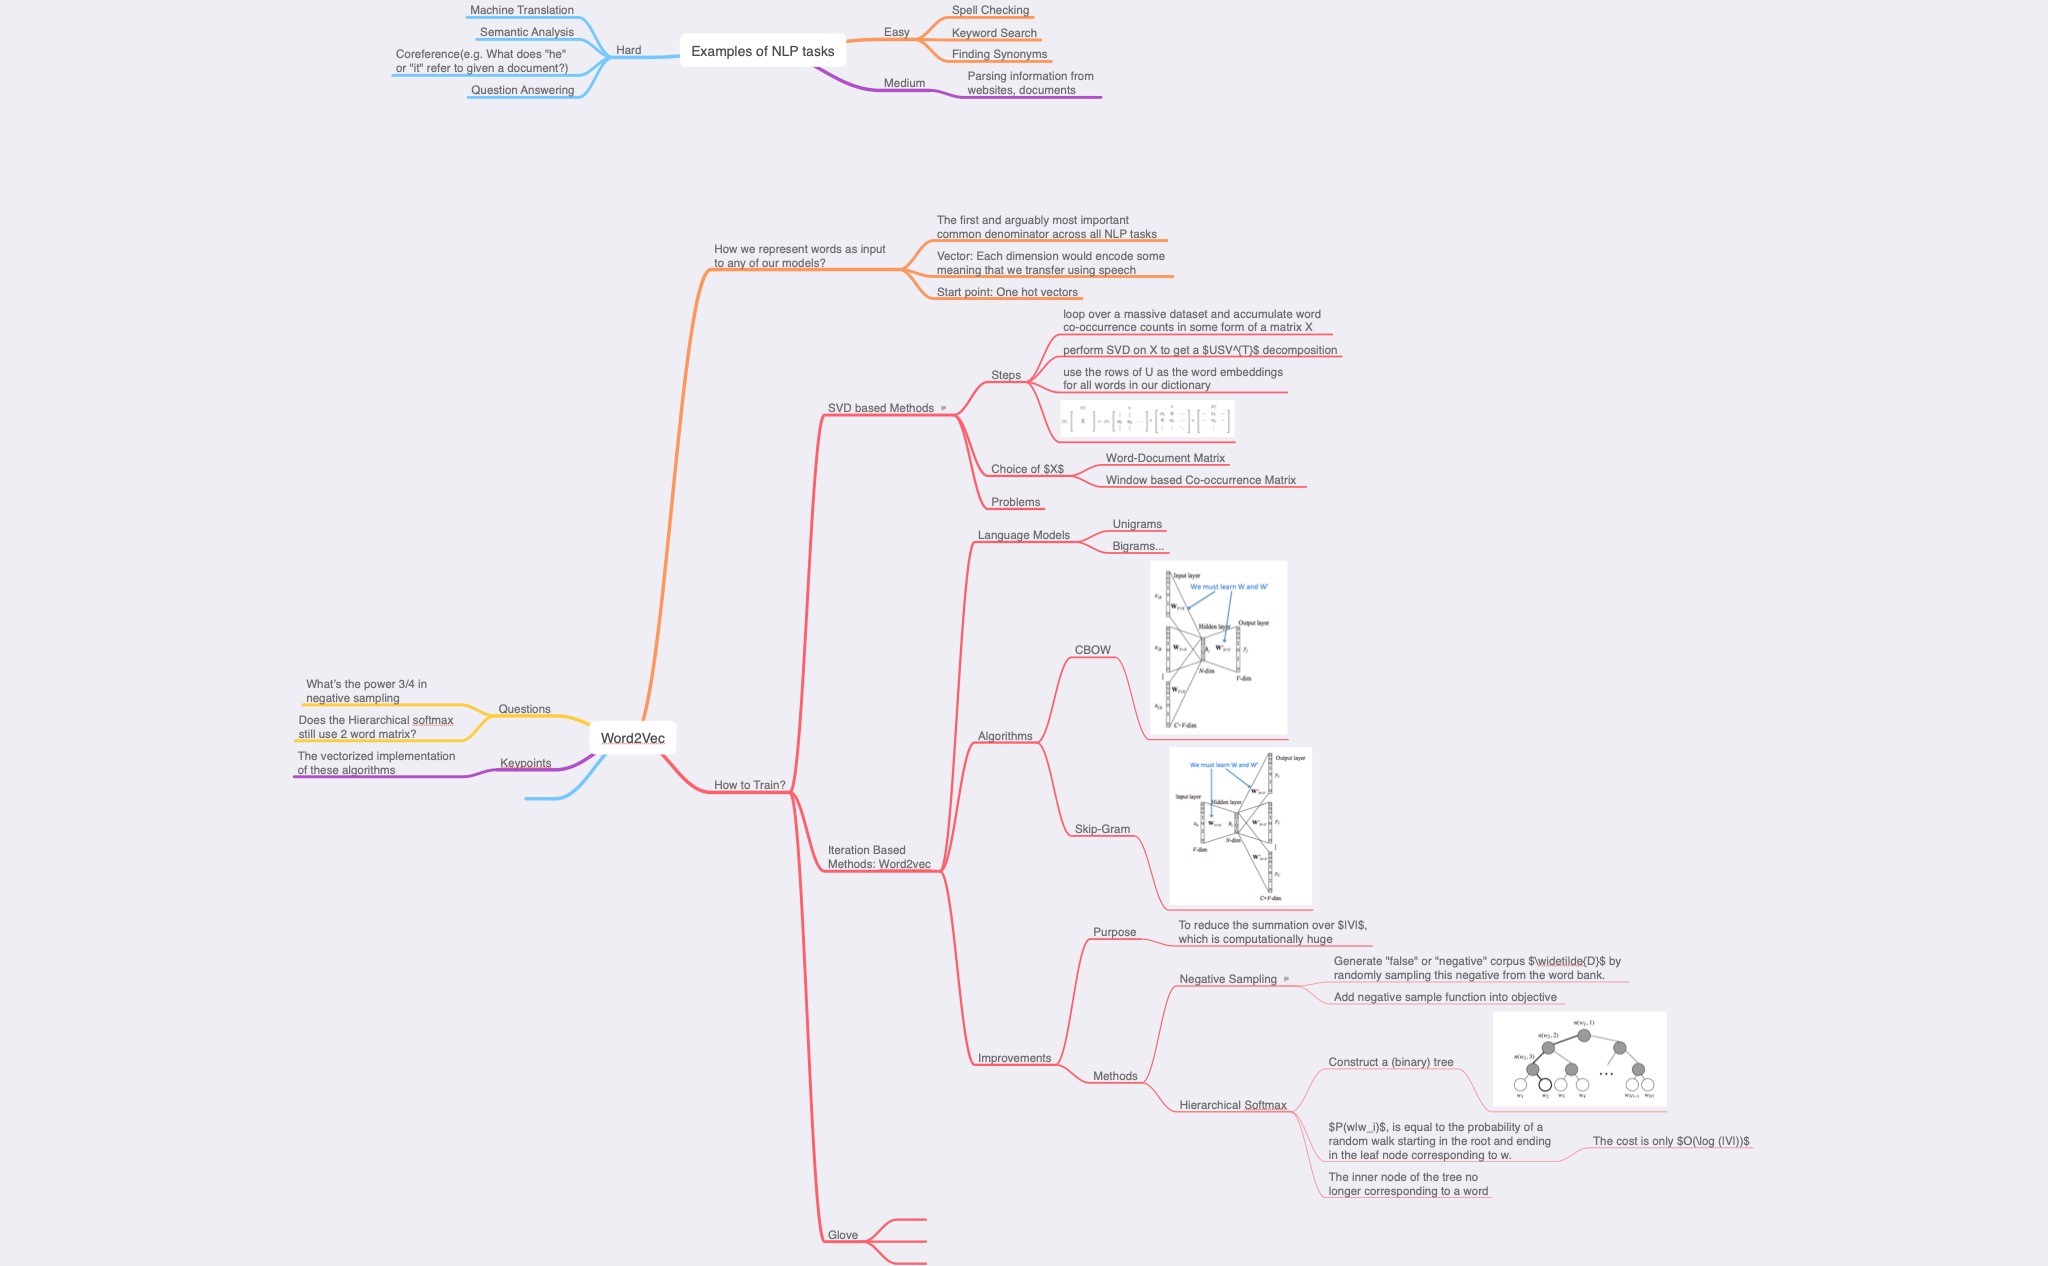 Machine Translation
Semantic Analysis
Coreference(e.g. What does "he"
or "it" refer to given a document?)
Question Answering
Hard
Examples of NLP tasks
Easy
Spell Checking
Keyword Search
Finding Synonyms
Medium
Parsing information from
websites, documents
How we represent words as input
to any of our models?
The first and arguably most important
common denominator across all NLP tasks
Vector: Each dimension would encode some
meaning that we transfer using speech
Start point: One hot vectors
SVD based Methods
Steps
loop over a massive dataset and accumulate word
co-occurrence counts in some form of a matrix X
perform SVD on X to get a $USV^{T}$ decomposition
use the rows of U as the word embeddings
for all words in our dictionary
Choice of $X$
Word-Document Matrix
Window based Co-occurrence Matrix
Problems
Language Models
Unigrams
Bigrams...
Algorithms
CBOW
Input layer
We must learn W and W'
Hidden layer
Output layer
N-dim
V-dim
C×V-dim
Skip-Gram
Output layer
We must learn W and W'
Input layer
Hidden layer
N-dim
V-dim
C×V-dim
What's the power 3/4 in
negative sampling
Does the Hierarchical softmax
still use 2 word matrix?
Questions
The vectorized implementation
of these algorithms
Keypoints
Word2Vec
How to Train?
Iteration Based
Methods: Word2vec
Improvements
Purpose
To reduce the summation over $|V|$,
which is computationally huge
Methods
Negative Sampling
Generate "false" or "negative" corpus $\widetilde{D}$ by
randomly sampling this negative from the word bank.
Add negative sample function into objective
Hierarchical Softmax
Construct a (binary) tree
n(w₂, 1)
n(w₂, 2)
n(w₂, 3)
w₁ w₂ w₃ w₄
$P(w|w_i)$, is equal to the probability of a
random walk starting in the root and ending
in the leaf node corresponding to w.
The cost is only $O(\log (|V|))$
The inner node of the tree no
longer corresponding to a word
Glove